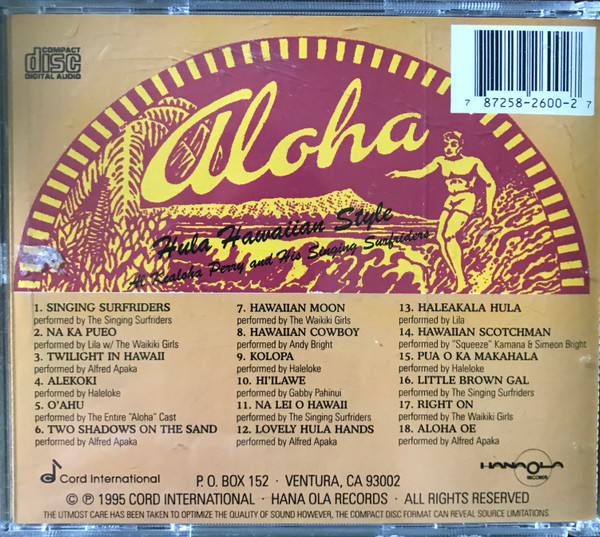 COMPACT
disc
DIGITAL AUDIO
7 87258-2600-2 7
Aloha
Hula Hawaiian Style
Al Kealoha Perry and His Singing Surfriders
1. SINGING SURFRIDERS
performed by The Singing Surfriders
2. NA KA PUEO
performed by Lila w/ The Waikiki Girls
3. TWILIGHT IN HAWAII
performed by Alfred Apaka
4. ALEKOKI
performed by Haleloke
5. O'AHU
performed by The Entire "Aloha" Cast
6. TWO SHADOWS ON THE SAND
performed by Alfred Apaka
7. HAWAIIAN MOON
performed by The Waikiki Girls
8. HAWAIIAN COWBOY
performed by Andy Bright
9. KOLOPA
performed by Haleloke
10. HI'ILAWE
performed by Gabby Pahinui
11. NA LEI O HAWAII
performed by The Singing Surfriders
12. LOVELY HULA HANDS
performed by Alfred Apaka
13. HALEAKALA HULA
performed by Lila
14. HAWAIIAN SCOTCHMAN
performed by "Squeeze" Kamana & Simeon Bright
15. PUA O KA MAKAHALA
performed by Haleloke
16. LITTLE BROWN GAL
performed by The Singing Surfriders
17. RIGHT ON
performed by The Waikiki Girls
18. ALOHA OE
performed by Alfred Apaka
Cord International
P. O. BOX 152 · VENTURA, CA 93002
HANAOLA
RECORDS
© ℗ 1995 CORD INTERNATIONAL · HANA OLA RECORDS · ALL RIGHTS RESERVED
THE UTMOST CARE HAS BEEN TAKEN TO OPTIMIZE THE QUALITY OF SOUND HOWEVER, THE COMPACT DISC FORMAT CAN REVEAL SOURCE LIMITATIONS